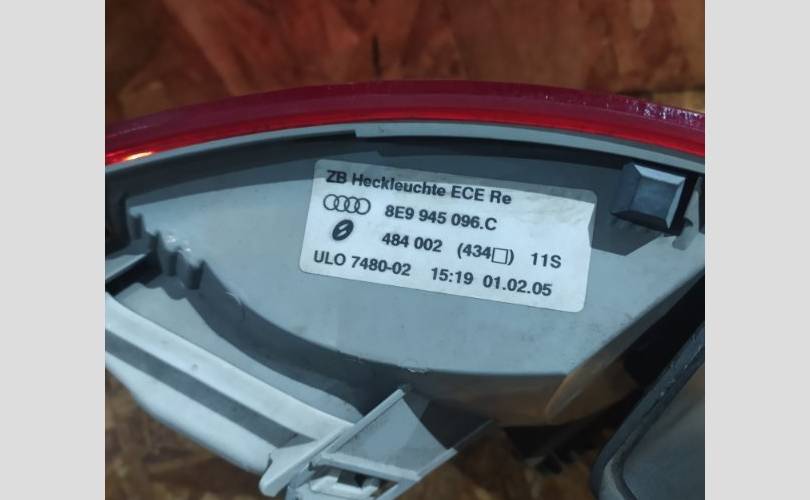 ZB Heckleuchte ECE Re
8E9 945 096.C
484 002 (434□) 11S
ULO 7480-02 15:19 01.02.05